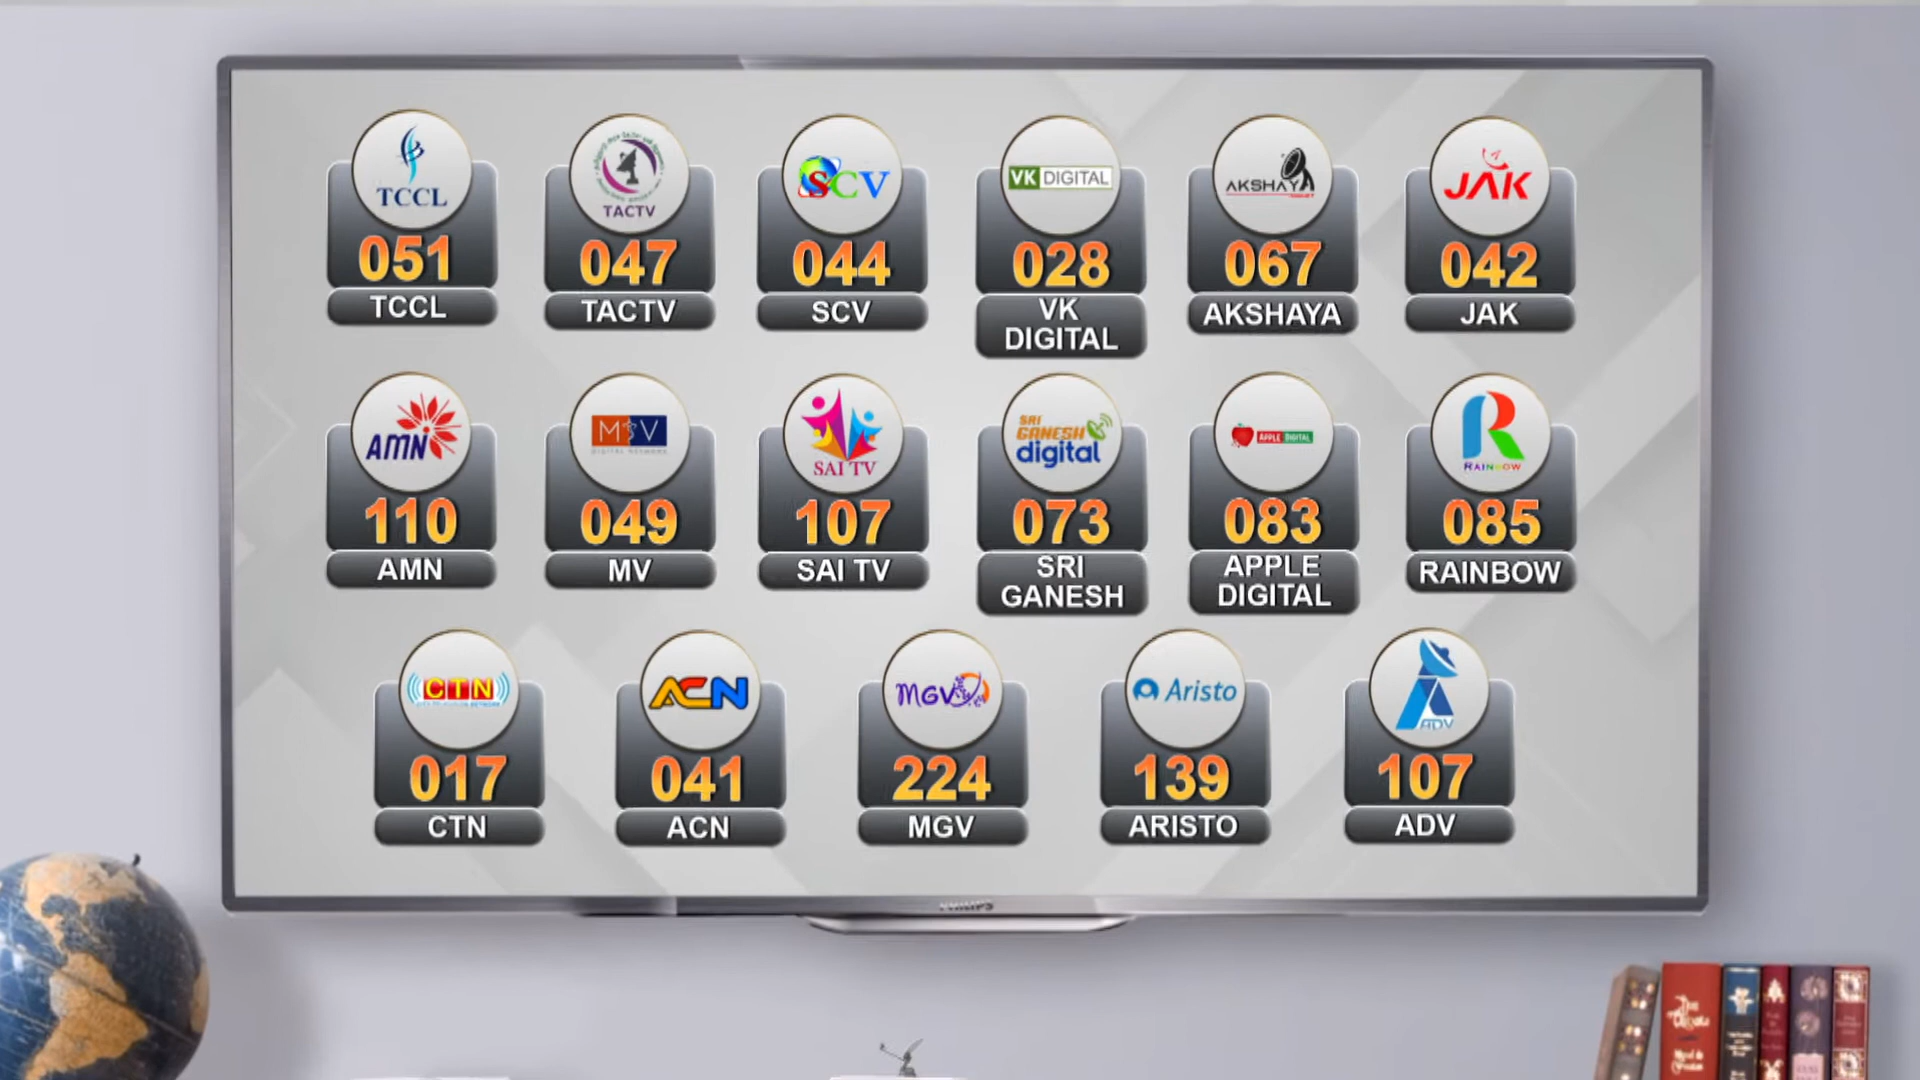 TCCL
TACTV
SCV
VK DIGITAL
AKSHAYA
JAK
051
047
044
028
067
042
TCCL
TACTV
SCV
VK
DIGITAL
AKSHAYA
JAK
AMN
MV
SAI TV
SRI
GANESH
digital
APPLE DIGITAL
RAINBOW
110
049
107
073
083
085
AMN
MV
SAI TV
SRI
GANESH
APPLE
DIGITAL
RAINBOW
CTN
ACN
MGV
Aristo
ADV
017
041
224
139
107
CTN
ACN
MGV
ARISTO
ADV
PHILIPS